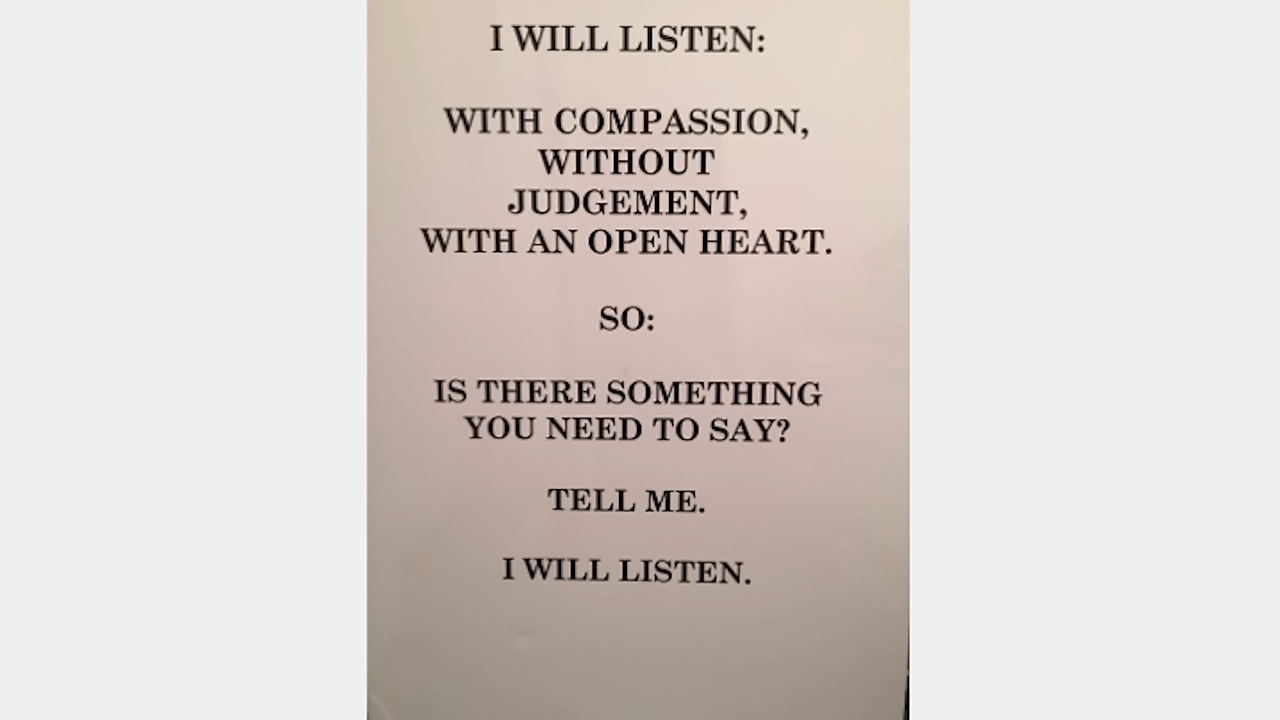 I WILL LISTEN:
WITH COMPASSION,
WITHOUT
JUDGEMENT,
WITH AN OPEN HEART.
SO:
IS THERE SOMETHING
YOU NEED TO SAY?
TELL ME.
I WILL LISTEN.